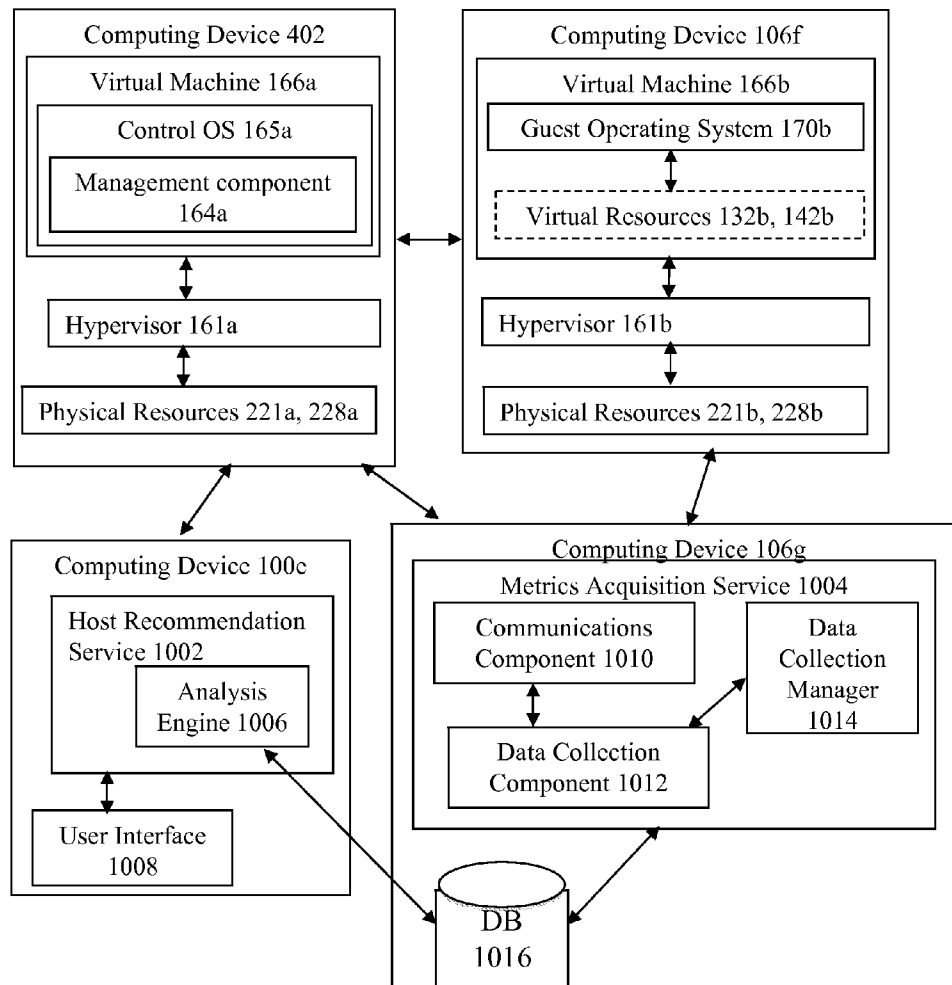 Computing Device 402
Virtual Machine 166a
Control OS 165a
Management component
164a
Hypervisor 161a
Physical Resources 221a, 228a
Computing Device 106f
Virtual Machine 166b
Guest Operating System 170b
Virtual Resources 132b, 142b
Hypervisor 161b
Physical Resources 221b, 228b
Computing Device 100e
Host Recommendation
Service 1002
Analysis
Engine 1006
User Interface
1008
Computing Device 106g
Metrics Acquisition Service 1004
Communications
Component 1010
Data
Collection
Manager
1014
Data Collection
Component 1012
DB
1016